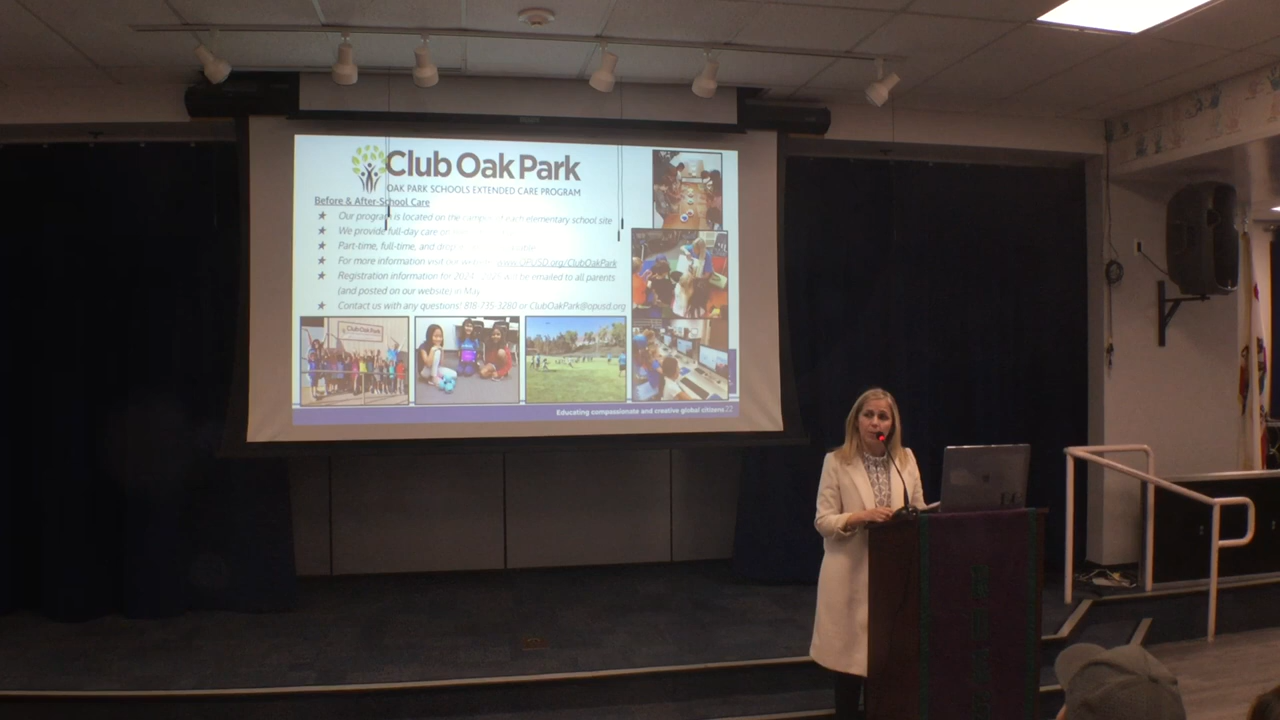 Club Oak Park
OAK PARK SCHOOLS EXTENDED CARE PROGRAM
Before & After-School Care
Our program is located on the campus of each elementary school site
We provide full-day care on
Part-time, full-time, and drop
For more information visit our website www.OPUSD.org/ClubOakPark
Registration information for 2024 will be emailed to all parents
(and posted on our website) in May
Contact us with any questions! 818-735-3280 or ClubOakPark@opusd.org
Club Oak Park
Educating compassionate and creative global citizens 22